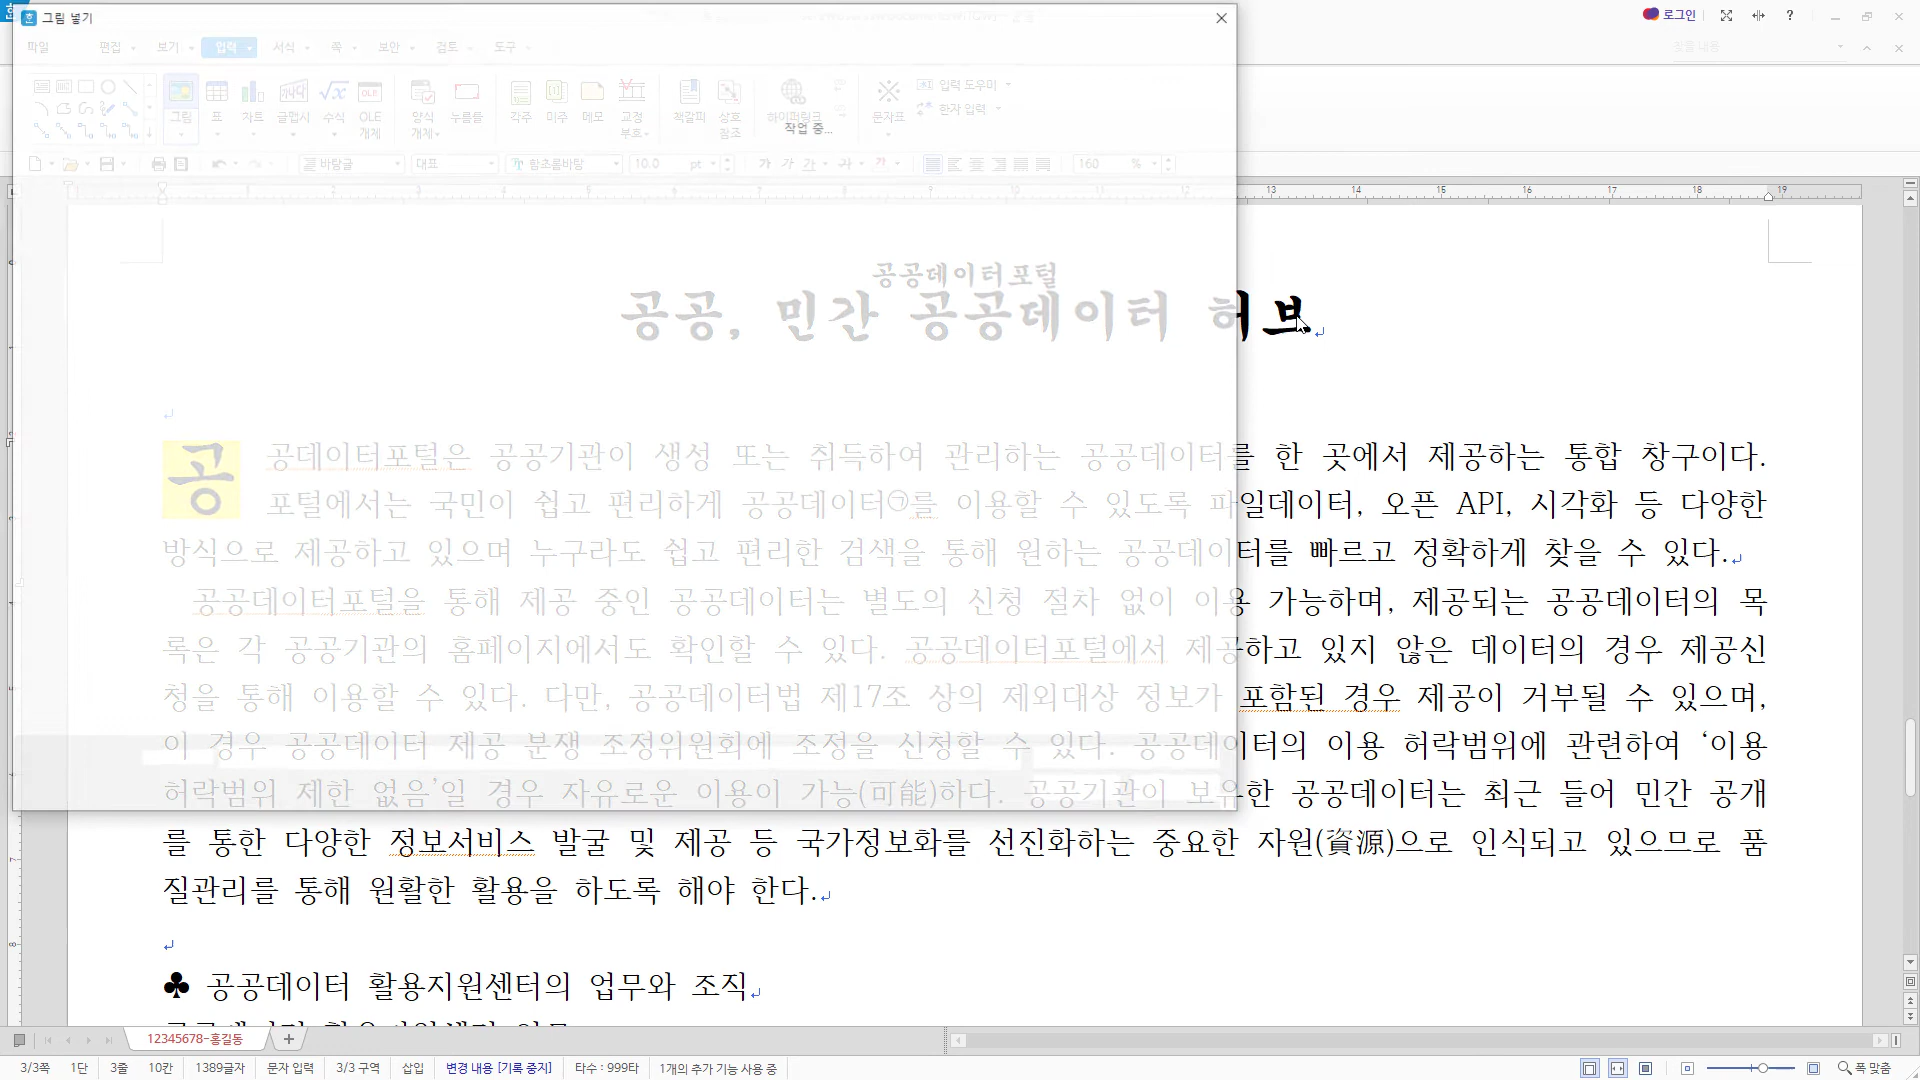 그림 넣기
로그인
파일 편집 보기 입력 서식 쪽 보안 검토 도구
찾을 내용
그림 표 차트 글맵시 수식 OLE 개체 양식 개체 누름틀 각주 미주 메모 교정 부호 책갈피 상호 참조 하이퍼링크 문자표 입력 도우미 한자 입력
작업 중...
바탕글 대표 함초롬바탕 10.0 pt 160 %
1 2 3 4 5 6 7 8 9 10 11 12 13 14 15 16 17 18 19
공공데이터포털
공공, 민간 공공데이터 허브
공공데이터포털은 공공기관이 생성 또는 취득하여 관리하는 공공데이터를 한 곳에서 제공하는 통합 창구이다.
포털에서는 국민이 쉽고 편리하게 공공데이터㉠를 이용할 수 있도록 파일데이터, 오픈 API, 시각화 등 다양한
방식으로 제공하고 있으며 누구라도 쉽고 편리한 검색을 통해 원하는 공공데이터를 빠르고 정확하게 찾을 수 있다.
공공데이터포털을 통해 제공 중인 공공데이터는 별도의 신청 절차 없이 이용 가능하며, 제공되는 공공데이터의 목
록은 각 공공기관의 홈페이지에서도 확인할 수 있다. 공공데이터포털에서 제공하고 있지 않은 데이터의 경우 제공신
청을 통해 이용할 수 있다. 다만, 공공데이터법 제17조 상의 제외대상 정보가 포함된 경우 제공이 거부될 수 있으며,
이 경우 공공데이터 제공 분쟁 조정위원회에 조정을 신청할 수 있다. 공공데이터의 이용 허락범위에 관련하여 ‘이용
허락범위 제한 없음’일 경우 자유로운 이용이 가능(可能)하다. 공공기관이 보유한 공공데이터는 최근 들어 민간 공개
를 통한 다양한 정보서비스 발굴 및 제공 등 국가정보화를 선진화하는 중요한 자원(資源)으로 인식되고 있으므로 품
질관리를 통해 원활한 활용을 하도록 해야 한다.
♣ 공공데이터 활용지원센터의 업무와 조직
12345678-홍길동
3/3쪽 1단 3줄 10칸 1389글자 문자 입력 3/3 구역 삽입 변경 내용 [기록 중지] 타수 : 999타 1개의 추가 기능 사용 중 폭 맞춤